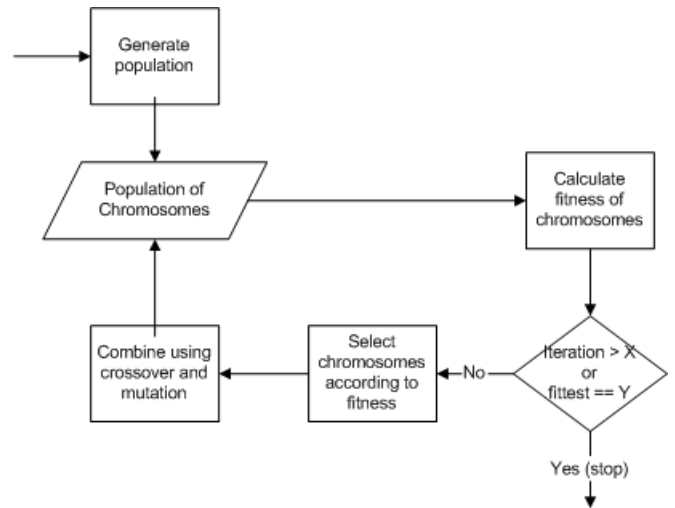 Generate
population
Population of
Chromosomes
Calculate
fitness of
chromosomes
Iteration > X
or
fittest == Y
No
Select
chromosomes
according to
fitness
Combine using
crossover and
mutation
Yes (stop)